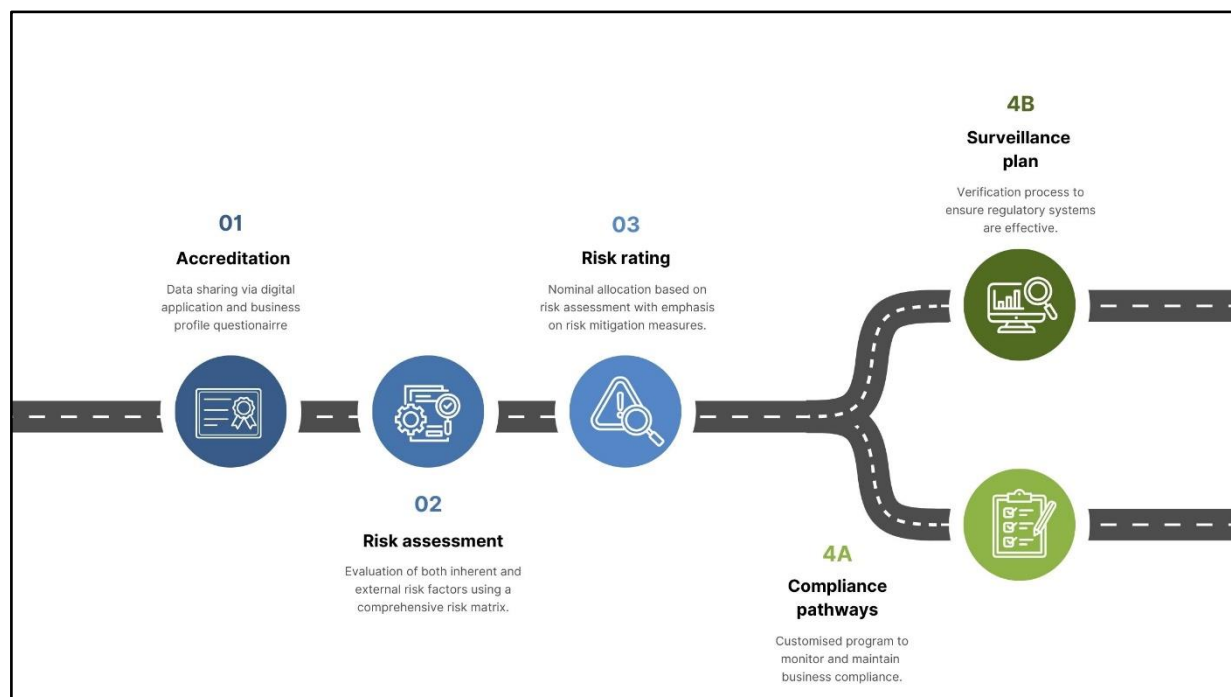 01
Accreditation
Data sharing via digital
application and business
profile questionairre
02
Risk assessment
Evaluation of both inherent and
external risk factors using a
comprehensive risk matrix.
03
Risk rating
Nominal allocation based on
risk assessment with emphasis
on risk mitigation measures.
4A
Compliance
pathways
Customised program to
monitor and maintain
business compliance.
4B
Surveillance
plan
Verification process to
ensure regulatory systems
are effective.